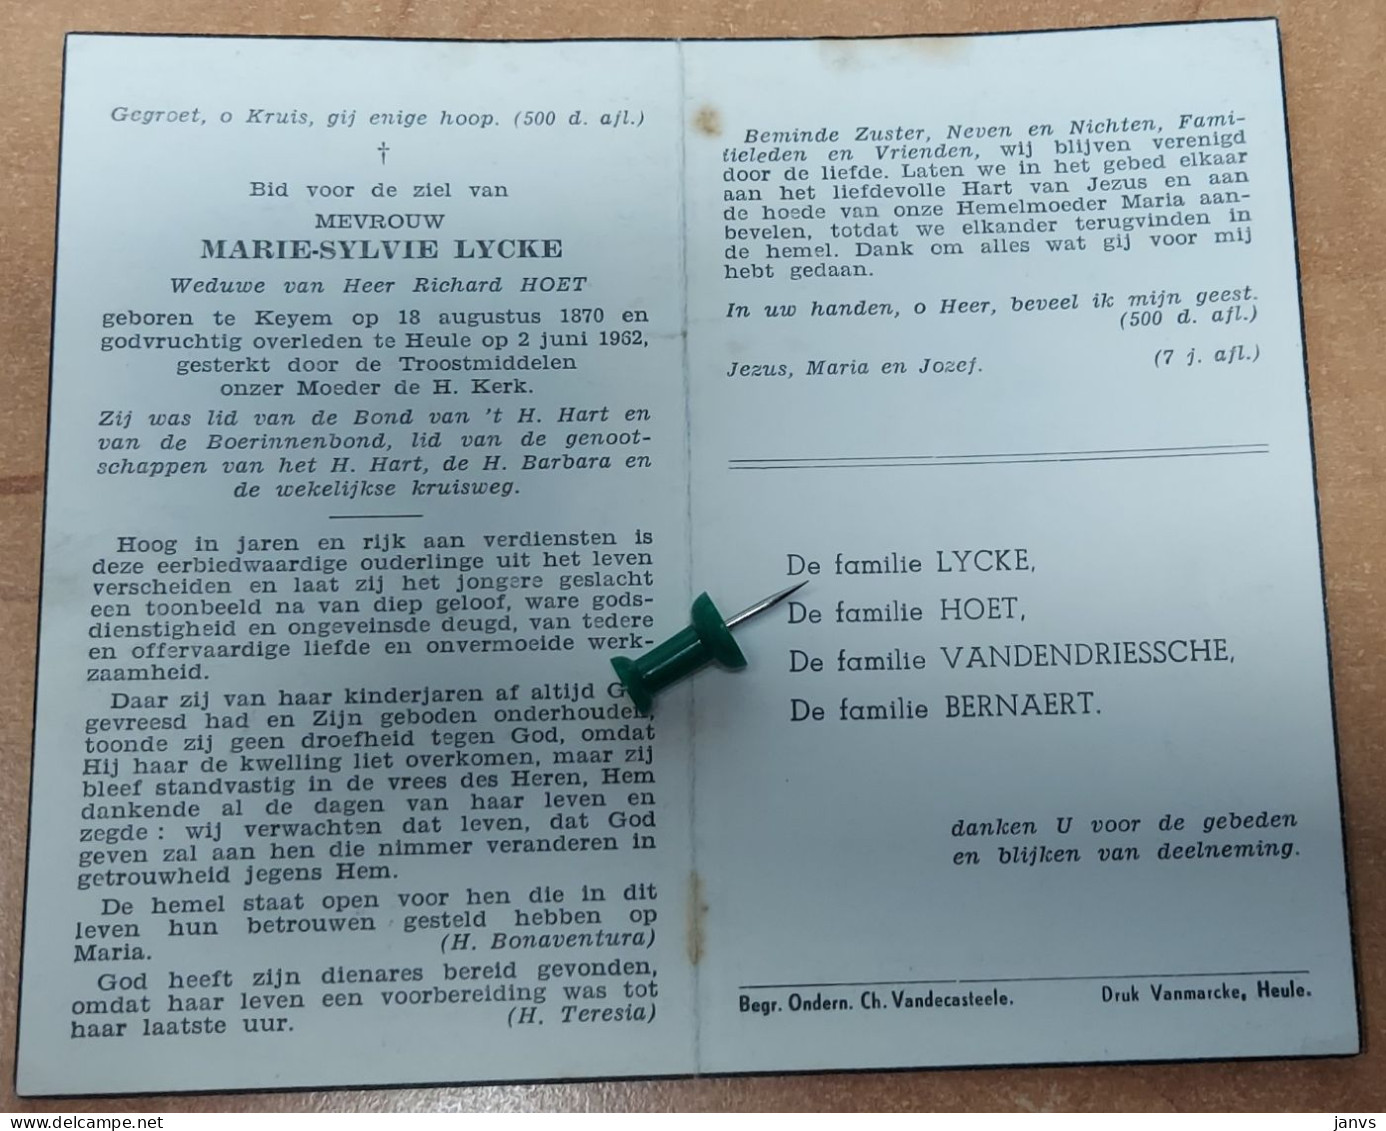 Gegroet, o Kruis, gij enige hoop. (500 d. afl.)
†
Bid voor de ziel van
MEVROUW
MARIE-SYLVIE LYCKE
Weduwe van Heer Richard HOET
geboren te Keyem op 18 augustus 1870 en
godvruchtig overleden te Heule op 2 juni 1962,
gesterkt door de Troostmiddelen
onzer Moeder de H. Kerk.
Zij was lid van de Bond van 't H. Hart en
van de Boerinnenbond, lid van de genoot-
schappen van het H. Hart, de H. Barbara en
de wekelijkse kruisweg.
Hoog in jaren en rijk aan verdiensten is
deze eerbiedwaardige ouderlinge uit het leven
verscheiden en laat zij het jongere geslacht
een toonbeeld na van diep geloof, ware gods-
dienstigheid en ongeveinsde deugd, van tedere
en offervaardige liefde en onvermoeide werk-
zaamheid.
Daar zij van haar kinderjaren af altijd
gevreesd had en Zijn geboden onderhouden,
toonde zij geen droefheid tegen God, omdat
Hij haar de kwelling liet overkomen, maar zij
bleef standvastig in de vrees des Heren, Hem
dankende al de dagen van haar leven en
zegde : wij verwachten dat leven, dat God
geven zal aan hen die nimmer veranderen in
getrouwheid jegens Hem.
De hemel staat open voor hen die in dit
leven hun betrouwen gesteld hebben op
Maria. (H. Bonaventura)
God heeft zijn dienares bereid gevonden,
omdat haar leven een voorbereiding was tot
haar laatste uur. (H. Teresia)
Beminde Zuster, Neven en Nichten, Fami-
lieleden en Vrienden, wij blijven verenigd
door de liefde. Laten we in het gebed elkaar
aan het liefdevolle Hart van Jezus en aan
de hoede van onze Hemelmoeder Maria aan-
bevelen, totdat we elkander terugvinden in
de hemel. Dank om alles wat gij voor mij
hebt gedaan.
In uw handen, o Heer, beveel ik mijn geest.
(500 d. afl.)
Jezus, Maria en Jozef. (7 j. afl.)
De familie LYCKE,
De familie HOET,
De familie VANDENDRIESSCHE,
De familie BERNAERT.
danken U voor de gebeden
en blijken van deelneming.
Begr. Ondern. Ch. Vandecasteele. Druk Vanmarcke, Heule.
janvs